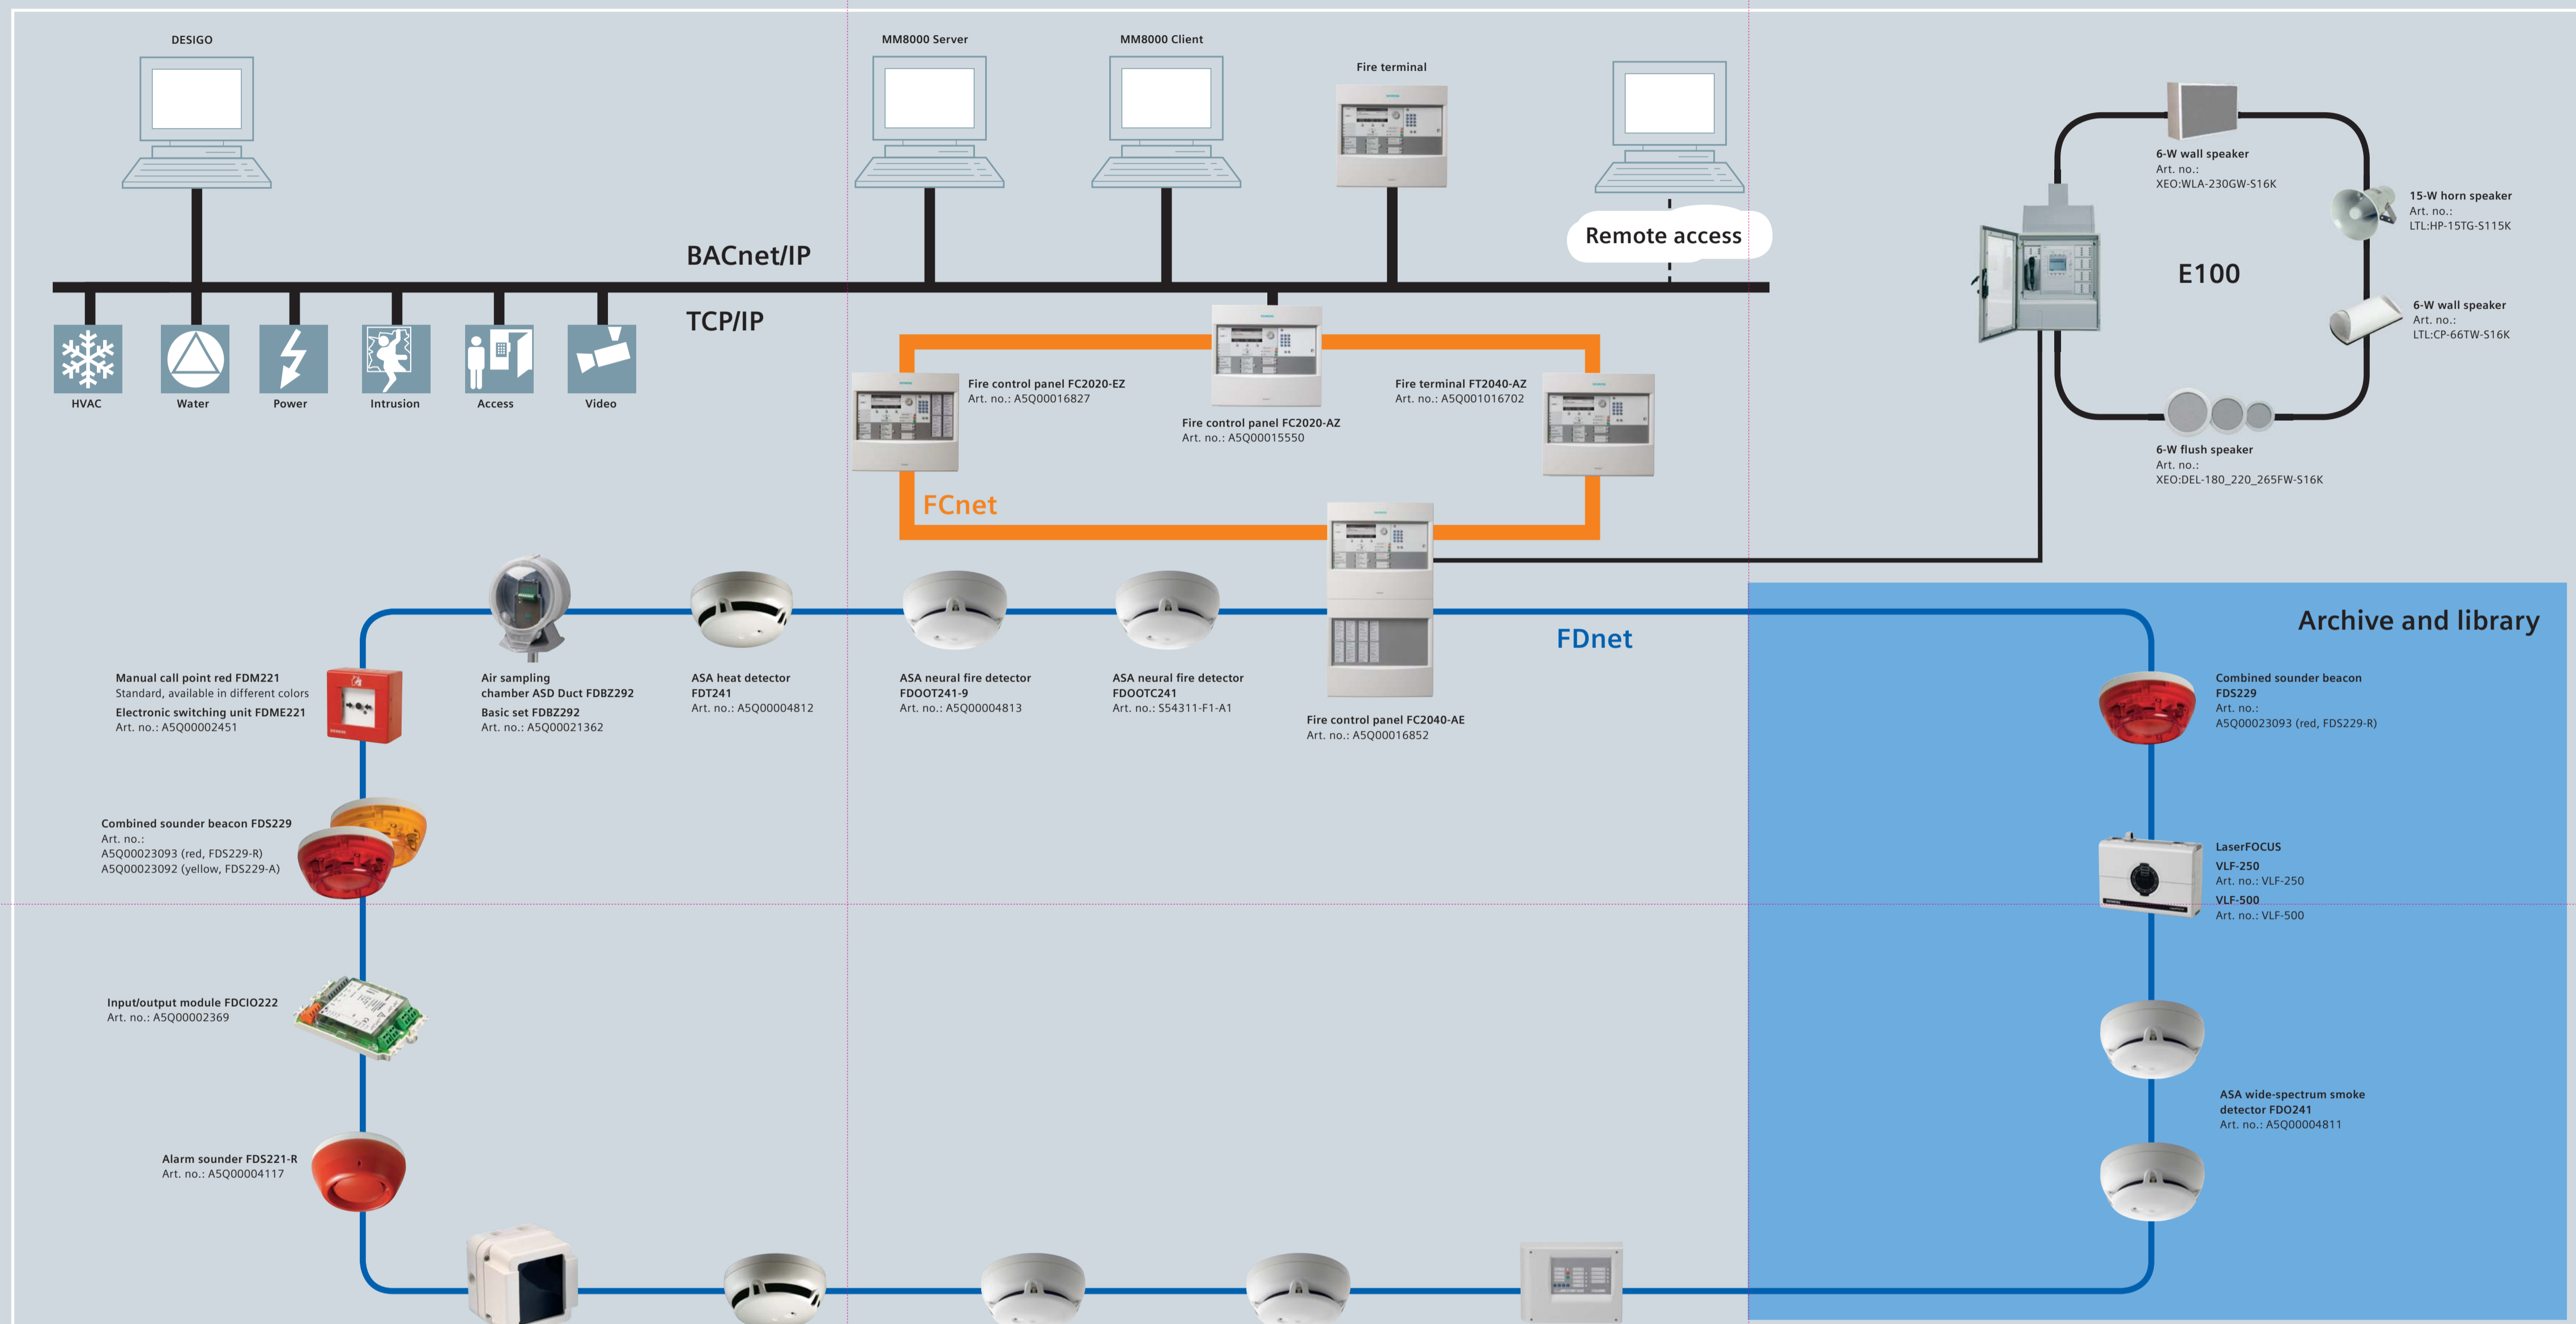 DESIGO
MM8000 Server
MM8000 Client
Fire terminal
BACnet/IP
TCP/IP
Remote access
HVAC
Water
Power
Intrusion
Access
Video
Fire control panel FC2020-EZ
Art. no.: A5Q00016827
Fire control panel FC2020-AZ
Art. no.: A5Q00015550
Fire terminal FT2040-AZ
Art. no.: A5Q001016702
FCnet
6-W wall speaker
Art. no.:
XEO:WLA-230GW-S16K
15-W horn speaker
Art. no.:
LTL:HP-15TG-S115K
E100
6-W wall speaker
Art. no.:
LTL:CP-66TW-S16K
6-W flush speaker
Art. no.:
XEO:DEL-180_220_265FW-S16K
Manual call point red FDM221
Standard, available in different colors
Electronic switching unit FDME221
Art. no.: A5Q00002451
Air sampling
chamber ASD Duct FDBZ292
Basic set FDBZ292
Art. no.: A5Q00021362
ASA heat detector
FDT241
Art. no.: A5Q00004812
ASA neural fire detector
FDOOT241-9
Art. no.: A5Q00004813
ASA neural fire detector
FDOOTC241
Art. no.: S54311-F1-A1
Fire control panel FC2040-AE
Art. no.: A5Q00016852
FDnet
Archive and library
Combined sounder beacon
FDS229
Art. no.:
A5Q00023093 (red, FDS229-R)
Combined sounder beacon FDS229
Art. no.:
A5Q00023093 (red, FDS229-R)
A5Q00023092 (yellow, FDS229-A)
LaserFOCUS
VLF-250
Art. no.: VLF-250
VLF-500
Art. no.: VLF-500
Input/output module FDCIO222
Art. no.: A5Q00002369
ASA wide-spectrum smoke
detector FDO241
Art. no.: A5Q00004811
Alarm sounder FDS221-R
Art. no.: A5Q00004117